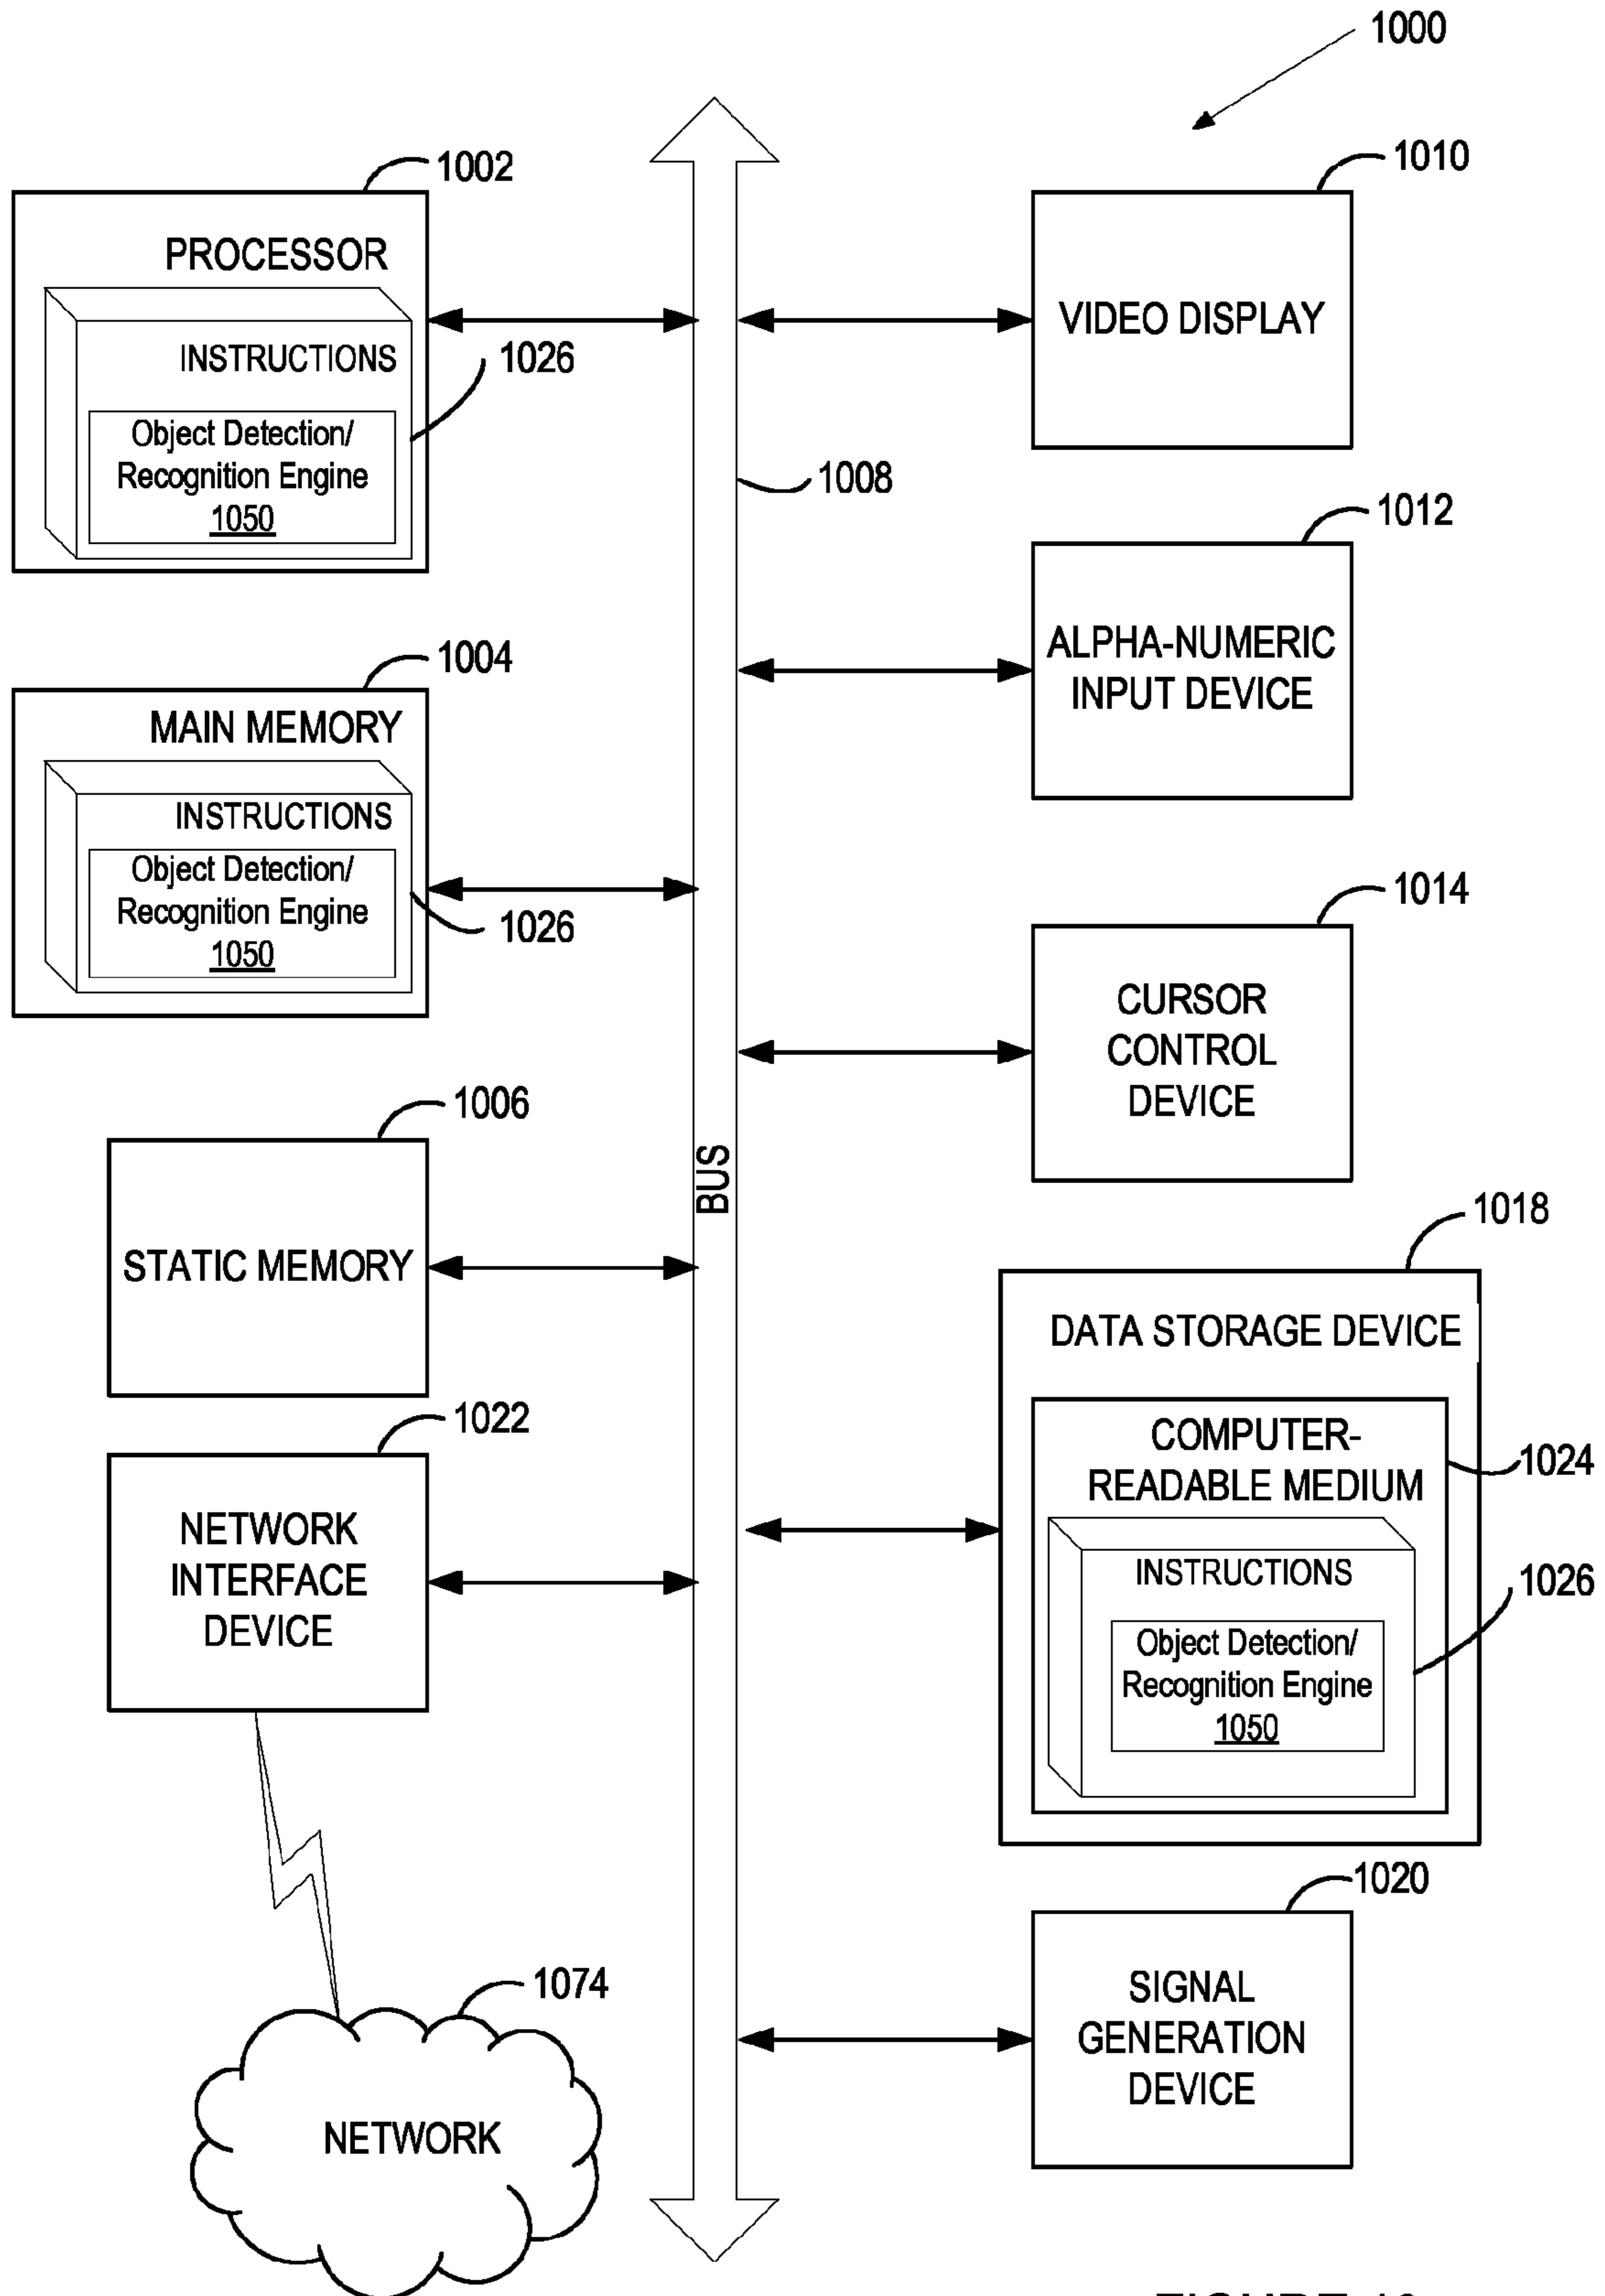 1000
1002
PROCESSOR
INSTRUCTIONS
1026
Object Detection/
Recognition Engine
1050
1004
MAIN MEMORY
INSTRUCTIONS
Object Detection/
Recognition Engine
1050
1026
1006
STATIC MEMORY
1022
NETWORK
INTERFACE
DEVICE
1074
NETWORK
1008
BUS
1010
VIDEO DISPLAY
1012
ALPHA-NUMERIC
INPUT DEVICE
1014
CURSOR
CONTROL
DEVICE
1018
DATA STORAGE DEVICE
COMPUTER-
READABLE MEDIUM
1024
INSTRUCTIONS
1026
Object Detection/
Recognition Engine
1050
1020
SIGNAL
GENERATION
DEVICE